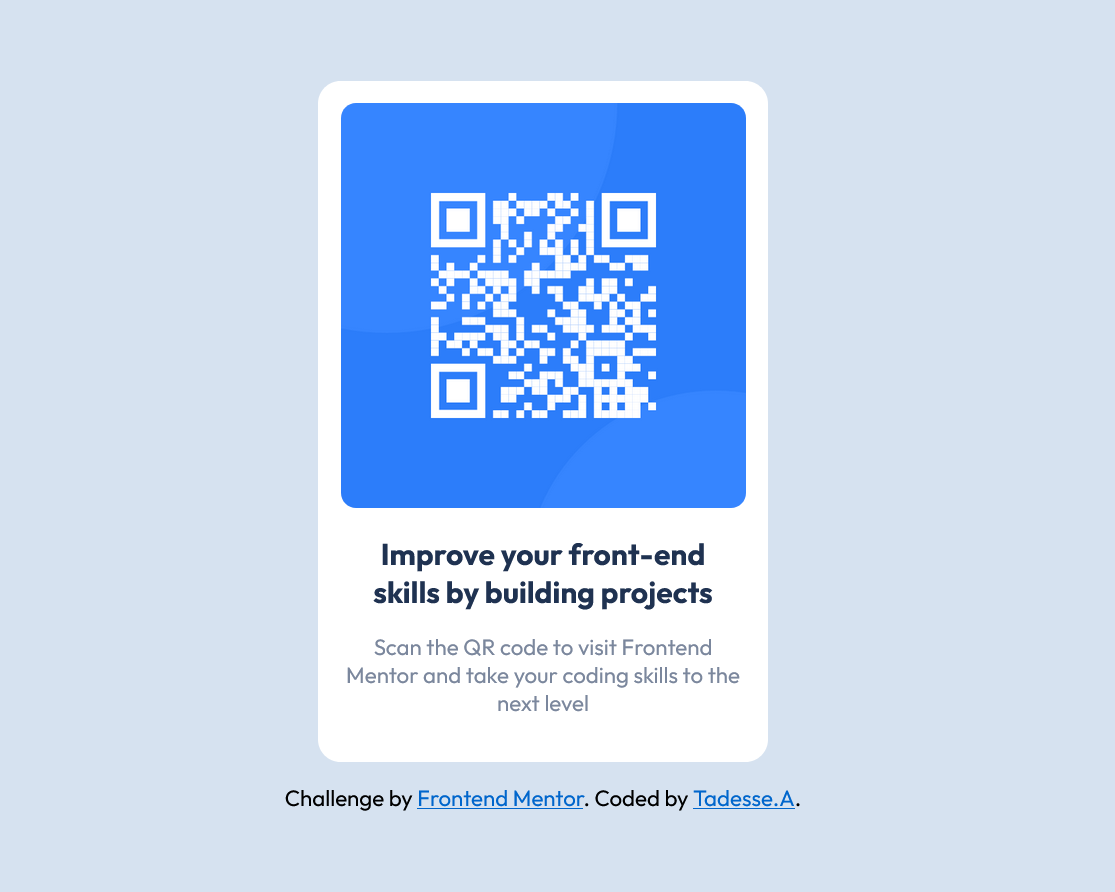 Improve your front-end
skills by building projects
Scan the QR code to visit Frontend
Mentor and take your coding skills to the
next level
Challenge by Frontend Mentor. Coded by Tadesse.A.